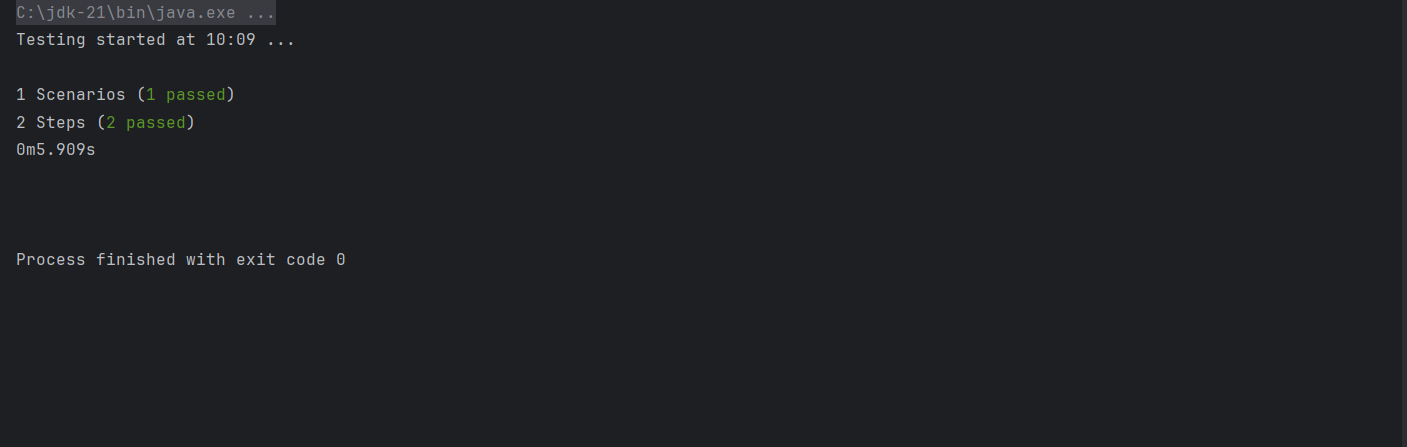 C:\jdk-21\bin\java.exe ...
Testing started at 10:09 ...
1 Scenarios (1 passed)
2 Steps (2 passed)
0m5.909s
Process finished with exit code 0